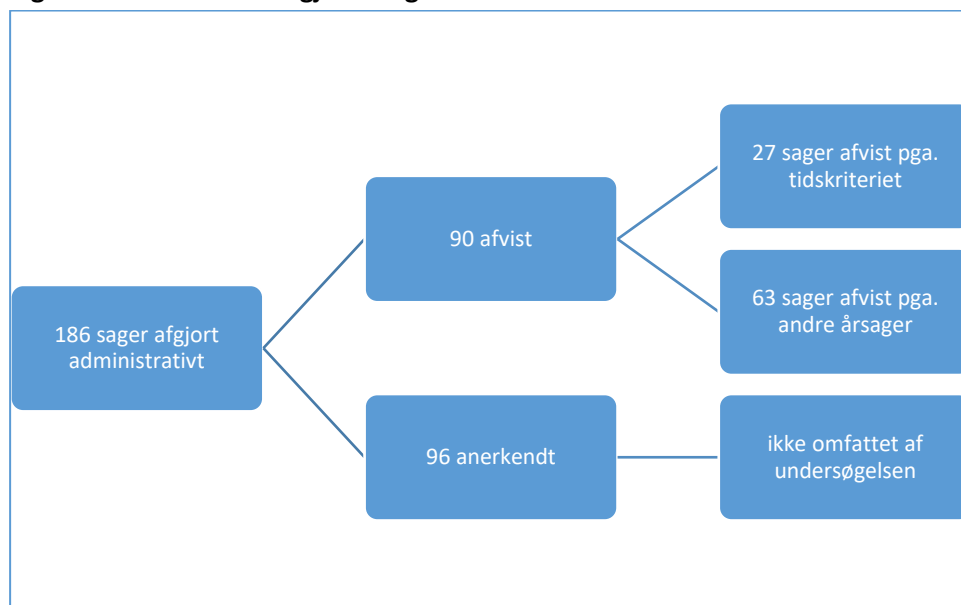 27 sager afvist pga.
tidskriteriet
90 afvist
63 sager afvist pga.
andre årsager
186 sager afgjort
administrativt
96 anerkendt
ikke omfattet af
undersøgelsen